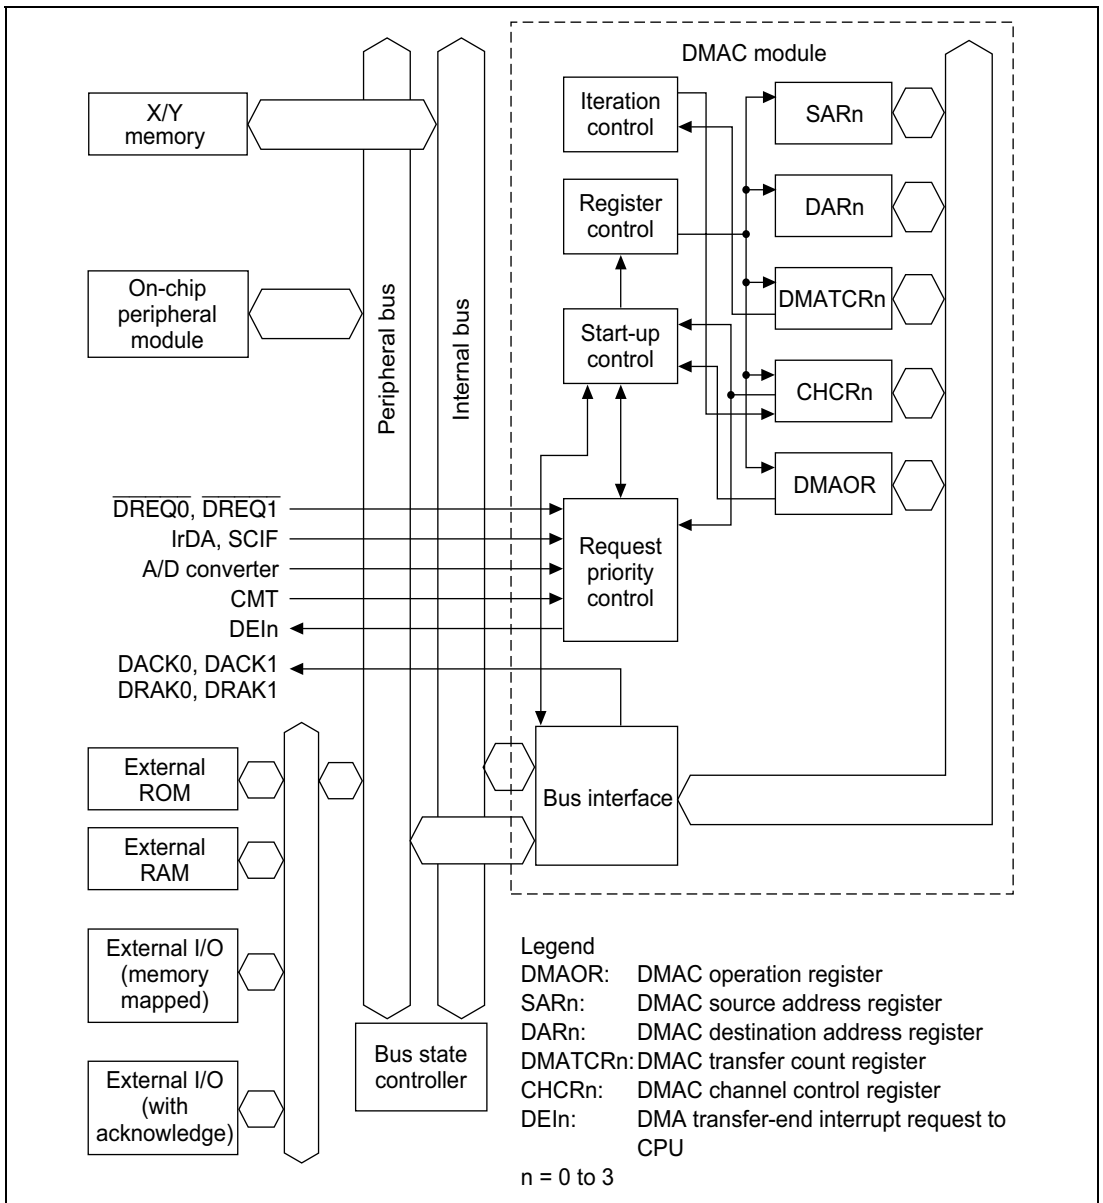 DMAC module
X/Y
memory
Iteration
control
SARn
Register
control
DARn
On-chip
peripheral
module
Peripheral bus
Internal bus
Start-up
control
DMATCRn
CHCRn
DMAOR
DREQ0, DREQ1
IrDA, SCIF
A/D converter
CMT
DEIn
Request
priority
control
DACK0, DACK1
DRAK0, DRAK1
External
ROM
Bus interface
External
RAM
External I/O
(memory
mapped)
External I/O
(with
acknowledge)
Bus state
controller
Legend
DMAOR: DMAC operation register
SARn: DMAC source address register
DARn: DMAC destination address register
DMATCRn: DMAC transfer count register
CHCRn: DMAC channel control register
DEIn: DMA transfer-end interrupt request to
CPU
n = 0 to 3